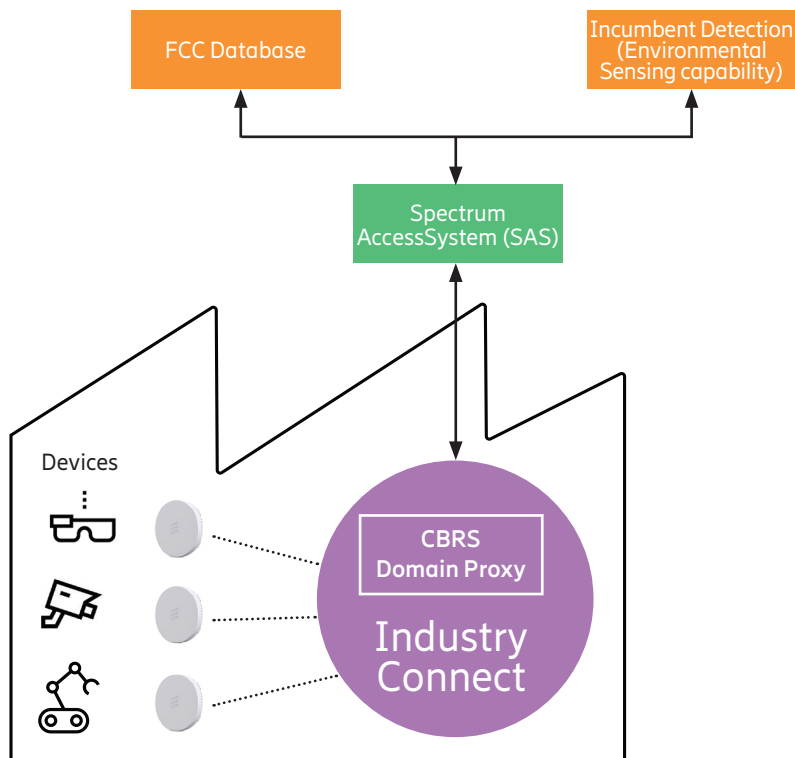 FCC Database
Incumbent Detection
(Environmental
Sensing capability)
Spectrum
AccessSystem (SAS)
Devices
CBRS
Domain Proxy
Industry
Connect